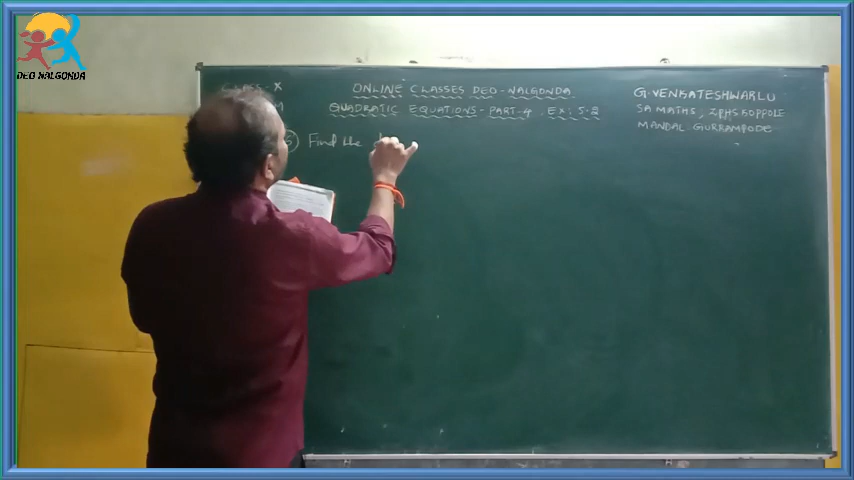 DEO NALGONDA
CLASS X
ONLINE CLASSES DEO-NALGONDA
QUADRATIC EQUATIONS-PART-4. EX:5.2
G.VENKATESHWARLU
SA MATHS, ZPHS KOPPOLE
MANDAL. GURRAMPODE
Find the